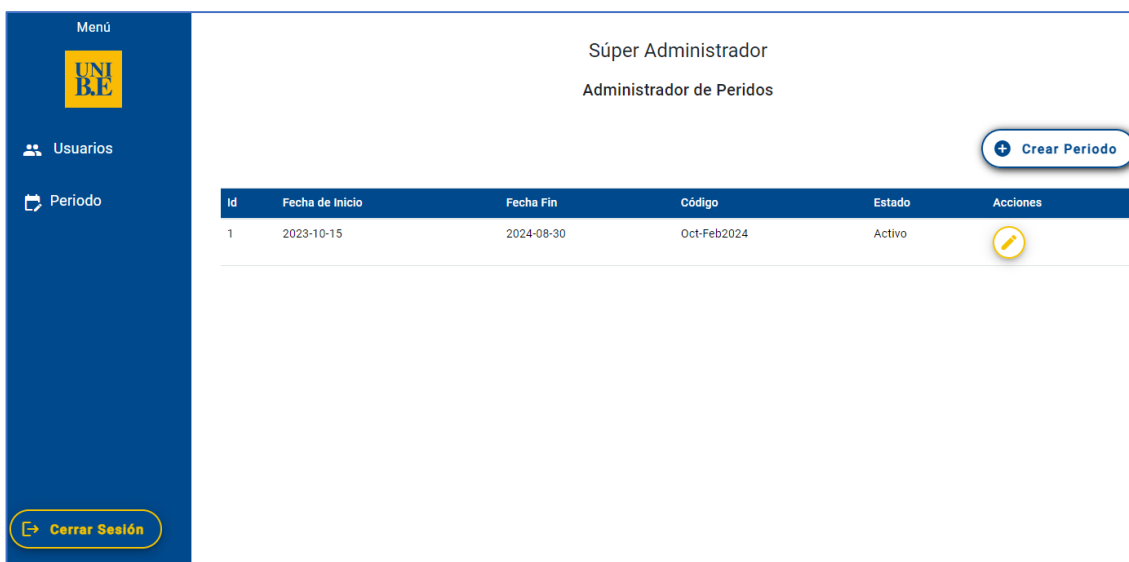 Menú
UNI
B.E
Usuarios
Periodo
Cerrar Sesión
Súper Administrador
Administrador de Peridos
Crear Periodo
Id Fecha de Inicio Fecha Fin Código Estado Acciones
1 2023-10-15 2024-08-30 Oct-Feb2024 Activo